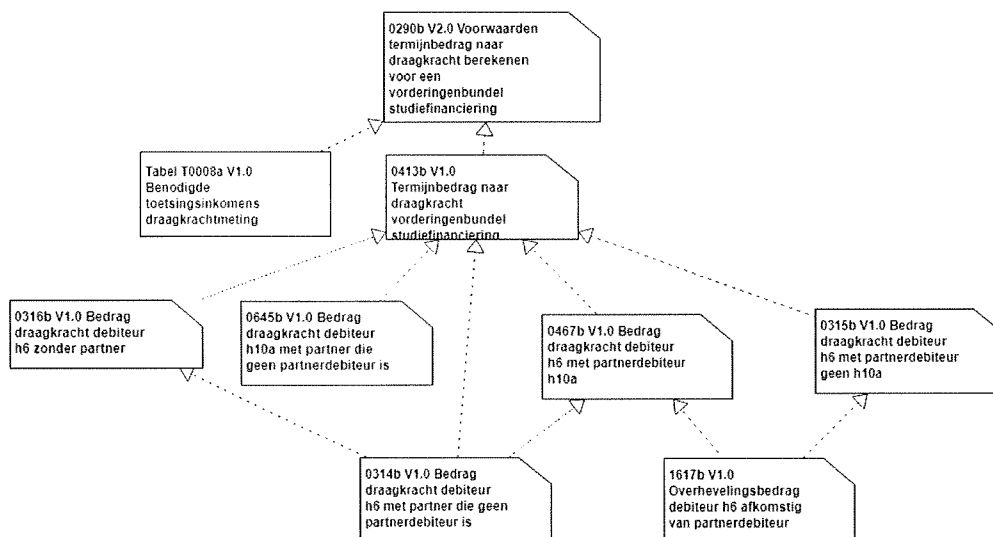 0290b V2.0 Voorwaarden
termijnbedrag naar
draagkracht berekenen
voor een
vorderingenbundel
studiefinanciering
Tabel T0008a V1.0
Benodigde
toetsingsinkomens
draagkrachtmeting
0413b V1.0
Termijnbedrag naar
draagkracht
vorderingenbundel
studiefinanciering
0316b V1.0 Bedrag
draagkracht debiteur
h6 zonder partner
0645b V1.0 Bedrag
draagkracht debiteur
h10a met partner die
geen partnerdebiteur is
0467b V1.0 Bedrag
draagkracht debiteur
h6 met partnerdebiteur
h10a
0315b V1.0 Bedrag
draagkracht debiteur
h6 met partnerdebiteur
geen h10a
0314b V1.0 Bedrag
draagkracht debiteur
h6 met partner die geen
partnerdebiteur is
1617b V1.0
Overhevelingsbedrag
debiteur h6 afkomstig
van partnerdebiteur